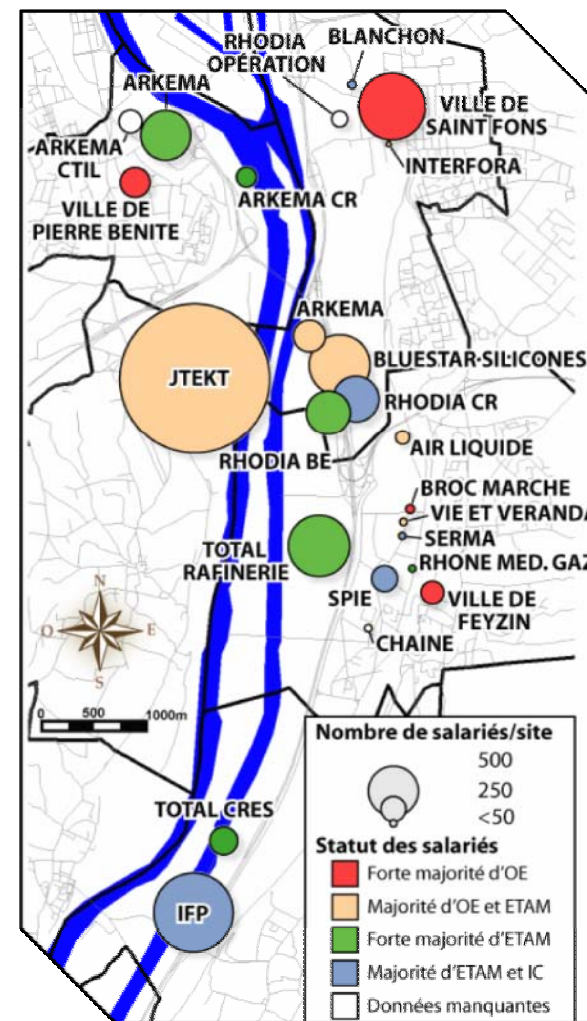 BLANCHON
RHODIA
OPÉRATION
ARKEMA
VILLE DE
SAINT FONS
ARKEMA
CTIL
INTERFORA
ARKEMA CR
VILLE DE
PIERRE BENITE
ARKEMA
BLUESTAR SILICONES
JTEKT
RHODIA CR
AIR LIQUIDE
RHODIA BE
BROC MARCHE
VIE ET VERANDA
SERMA
TOTAL
RAFINERIE
RHONE MED. GAZ
SPIE
VILLE DE
FEYZIN
CHAINE
N
O
E
S
0 500 1000m
TOTAL CRES
IFP
Nombre de salariés/site
500
250
<50
Statut des salariés
Forte majorité d'OE
Majorité d'OE et ETAM
Forte majorité d'ETAM
Majorité d'ETAM et IC
Données manquantes